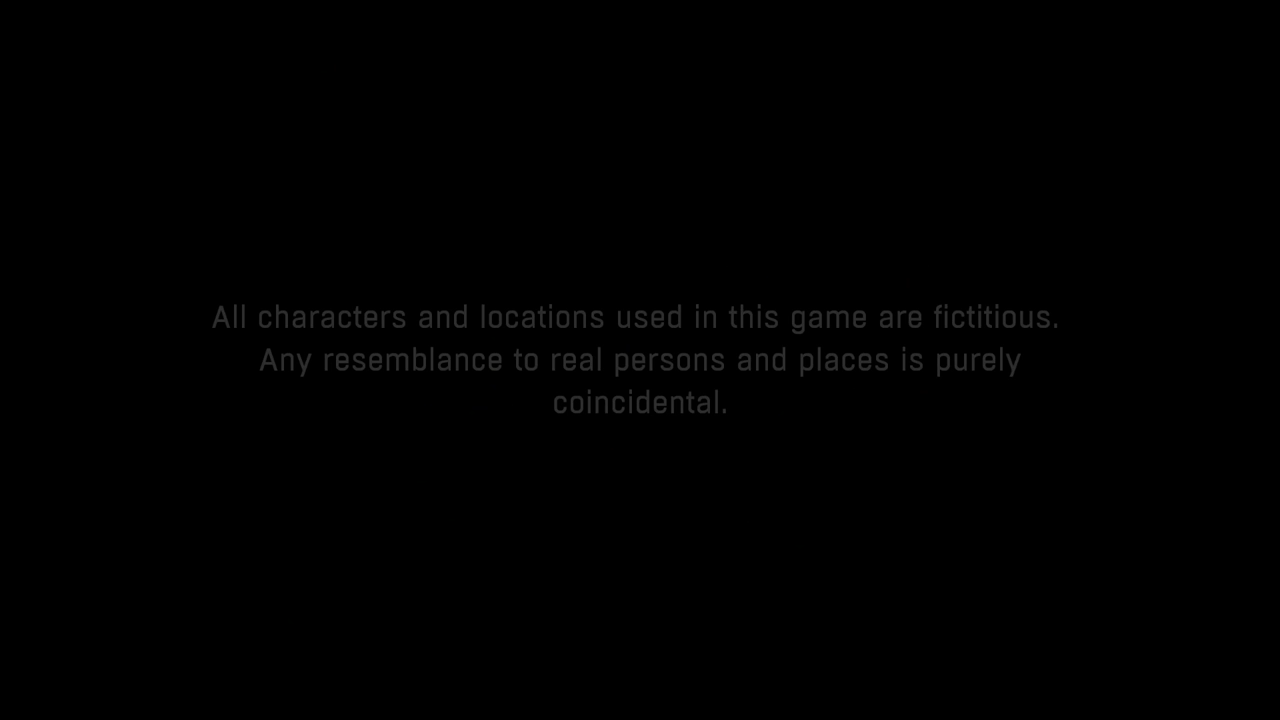 All characters and locations used in this game are fictitious.
Any resemblance to real persons and places is purely
coincidental.